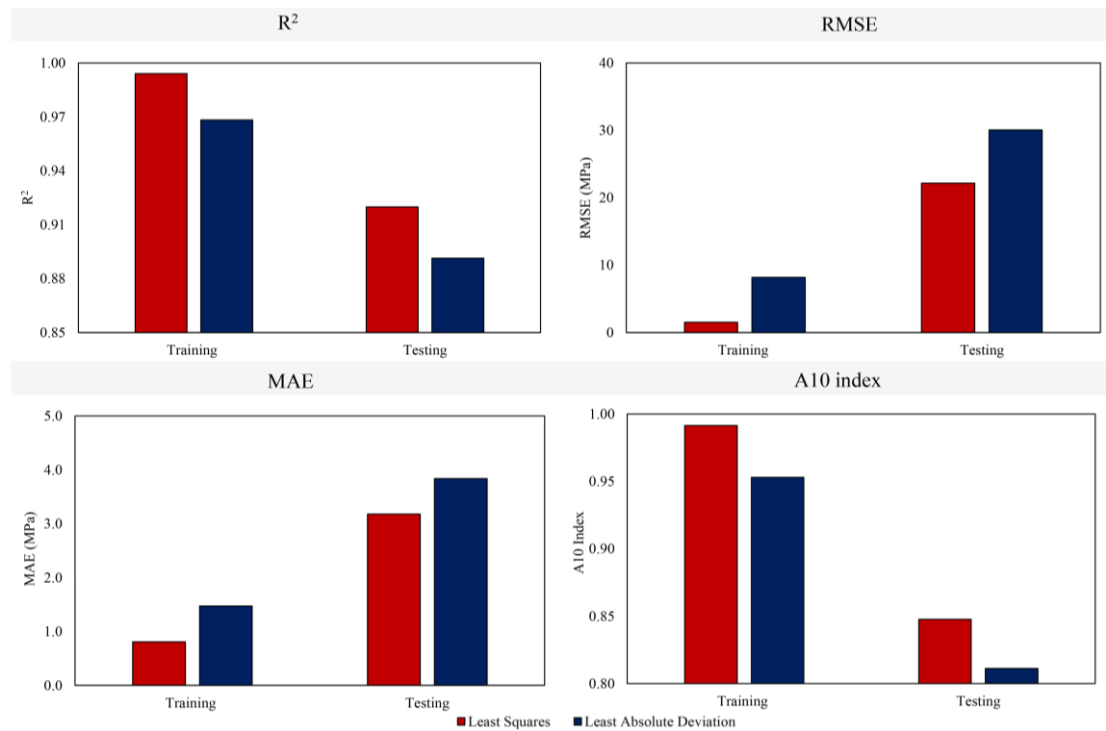 R²
RMSE
1.00
0.97
0.94
0.91
0.88
0.85
R²
Training
Testing
40
30
20
10
0
RMSE (MPa)
Training
Testing
MAE
A10 index
5.0
4.0
3.0
2.0
1.0
0.0
MAE (MPa)
Training
Testing
1.00
0.95
0.90
0.85
0.80
A10 Index
Training
Testing
Least Squares
Least Absolute Deviation